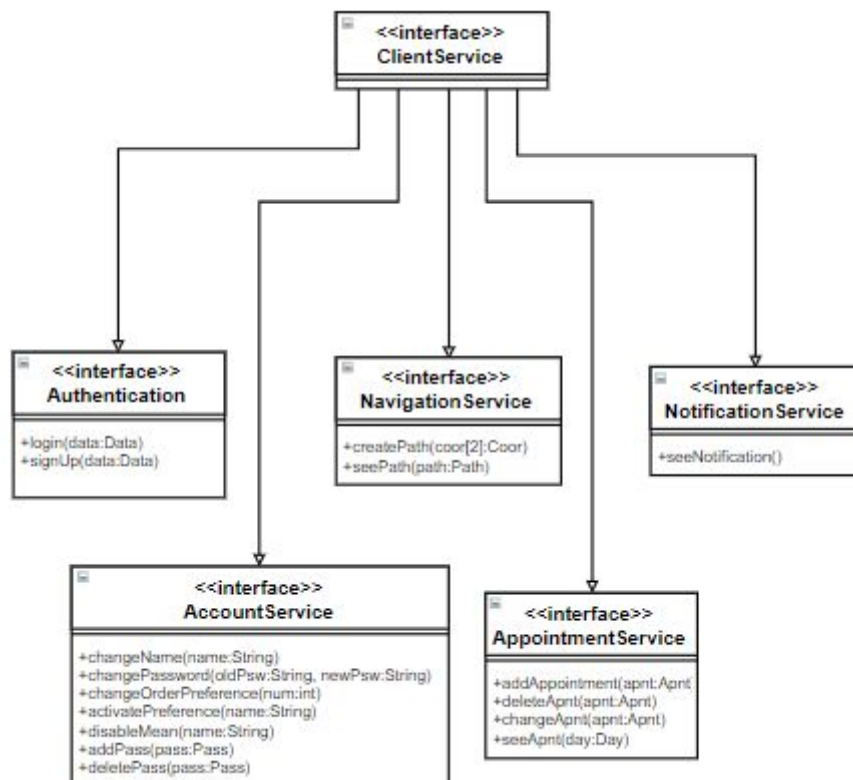 <<interface>>
ClientService
<<interface>>
Authentication
+login(data:Data)
+signUp(data:Data)
<<interface>>
NavigationService
+createPath(coor[2]:Coor)
+seePath(path:Path)
<<interface>>
NotificationService
+seeNotification()
<<interface>>
AccountService
+changeName(name:String)
+changePassword(oldPsw:String, newPsw:String)
+changeOrderPreference(num:int)
+activatePreference(name:String)
+disableMean(name:String)
+addPass(pass:Pass)
+deletePass(pass:Pass)
<<interface>>
AppointmentService
+addAppointment(apnt:Apnt
+deleteApnt(apnt:Apnt)
+changeApnt(apnt:Apnt)
+seeApnt(day:Day)